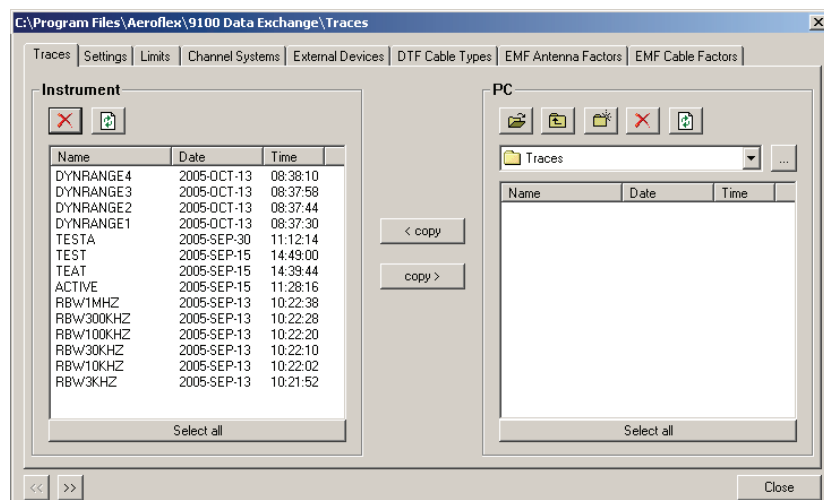 C:\Program Files\Aeroflex\9100 Data Exchange\Traces
Traces Settings Limits Channel Systems External Devices DTF Cable Types EMF Antenna Factors EMF Cable Factors
Instrument
Name Date Time
DYNRANGE4 2005-OCT-13 08:38:10
DYNRANGE3 2005-OCT-13 08:37:58
DYNRANGE2 2005-OCT-13 08:37:44
DYNRANGE1 2005-OCT-13 08:37:30
TESTA 2005-SEP-30 11:12:14
TEST 2005-SEP-15 14:49:00
TEAT 2005-SEP-15 14:39:44
ACTIVE 2005-SEP-15 11:28:16
RBW1MHZ 2005-SEP-13 10:22:38
RBW300KHZ 2005-SEP-13 10:22:28
RBW100KHZ 2005-SEP-13 10:22:20
RBW30KHZ 2005-SEP-13 10:22:10
RBW10KHZ 2005-SEP-13 10:22:02
RBW3KHZ 2005-SEP-13 10:21:52
Select all
< copy
copy >
PC
Traces
...
Name Date Time
Select all
<< >>
Close